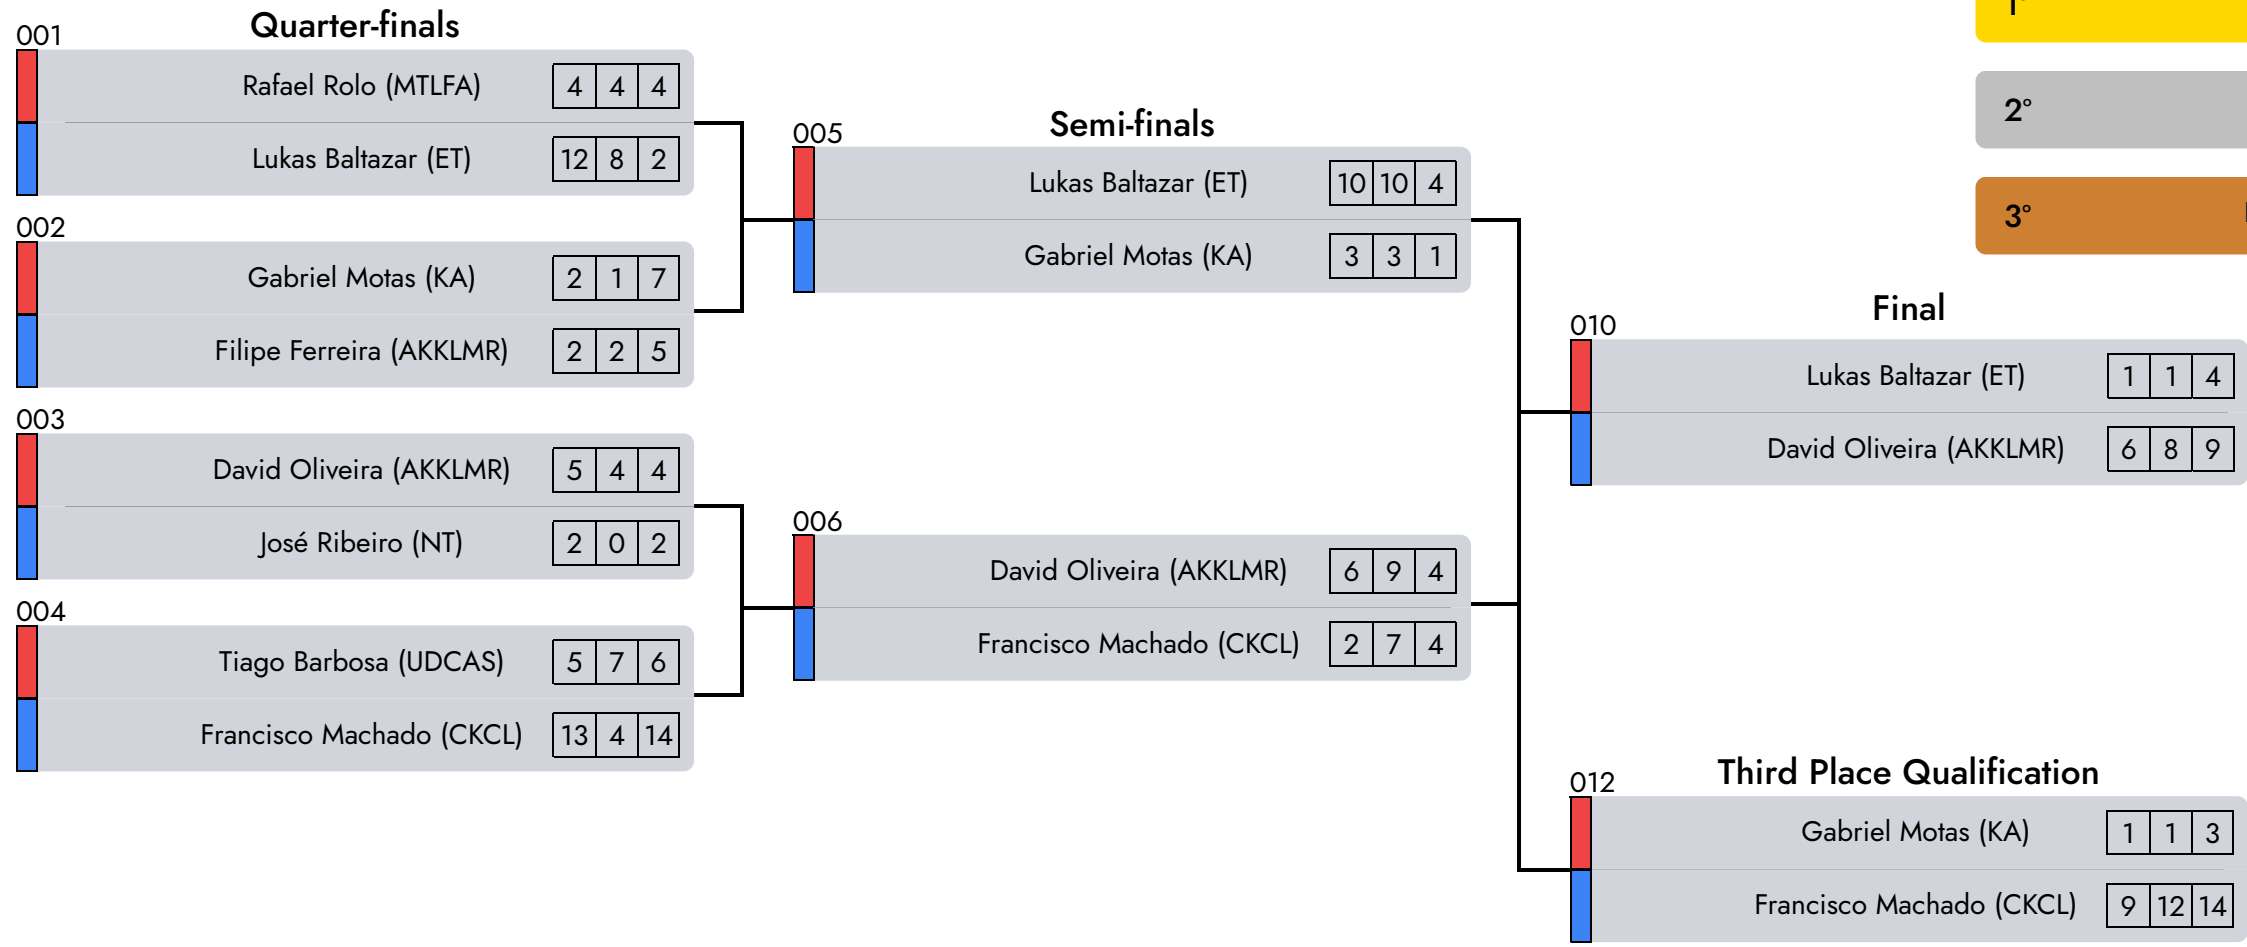 Quarter-finals
001
Rafael Rolo (MTLFA) 4 4 4
Lukas Baltazar (ET) 12 8 2
002
Gabriel Motas (KA) 2 1 7
Filipe Ferreira (AKKLMR) 2 2 5
003
David Oliveira (AKKLMR) 5 4 4
José Ribeiro (NT) 2 0 2
004
Tiago Barbosa (UDCAS) 5 7 6
Francisco Machado (CKCL) 13 4 14
Semi-finals
005
Lukas Baltazar (ET) 10 10 4
Gabriel Motas (KA) 3 3 1
006
David Oliveira (AKKLMR) 6 9 4
Francisco Machado (CKCL) 2 7 4
1°
2°
3°
Final
010
Lukas Baltazar (ET) 1 1 4
David Oliveira (AKKLMR) 6 8 9
Third Place Qualification
012
Gabriel Motas (KA) 1 1 3
Francisco Machado (CKCL) 9 12 14